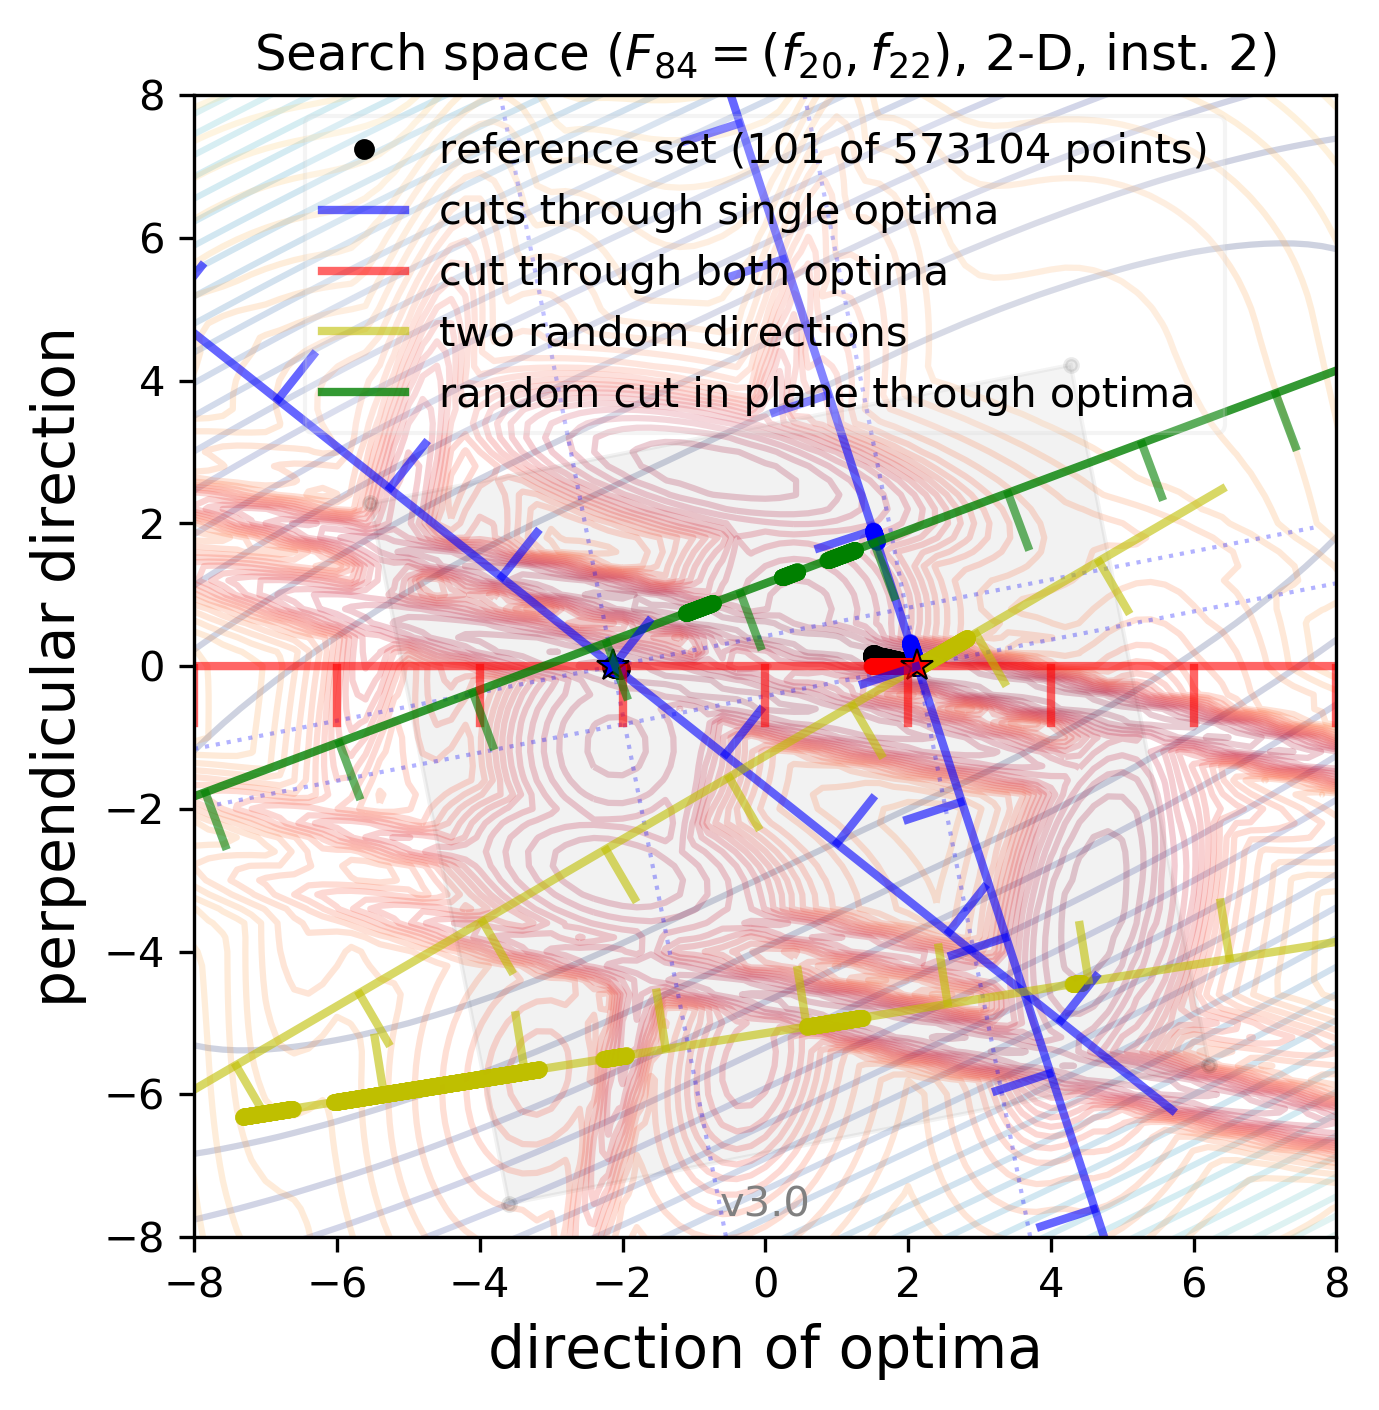 Search space ($F_{84} = (f_{20}, f_{22})$, 2-D, inst. 2)
reference set (101 of 573104 points)
cuts through single optima
cut through both optima
two random directions
random cut in plane through optima
8
6
4
2
0
−2
−4
−6
−8
perpendicular direction
v3.0
−8 −6 −4 −2 0 2 4 6 8
direction of optima